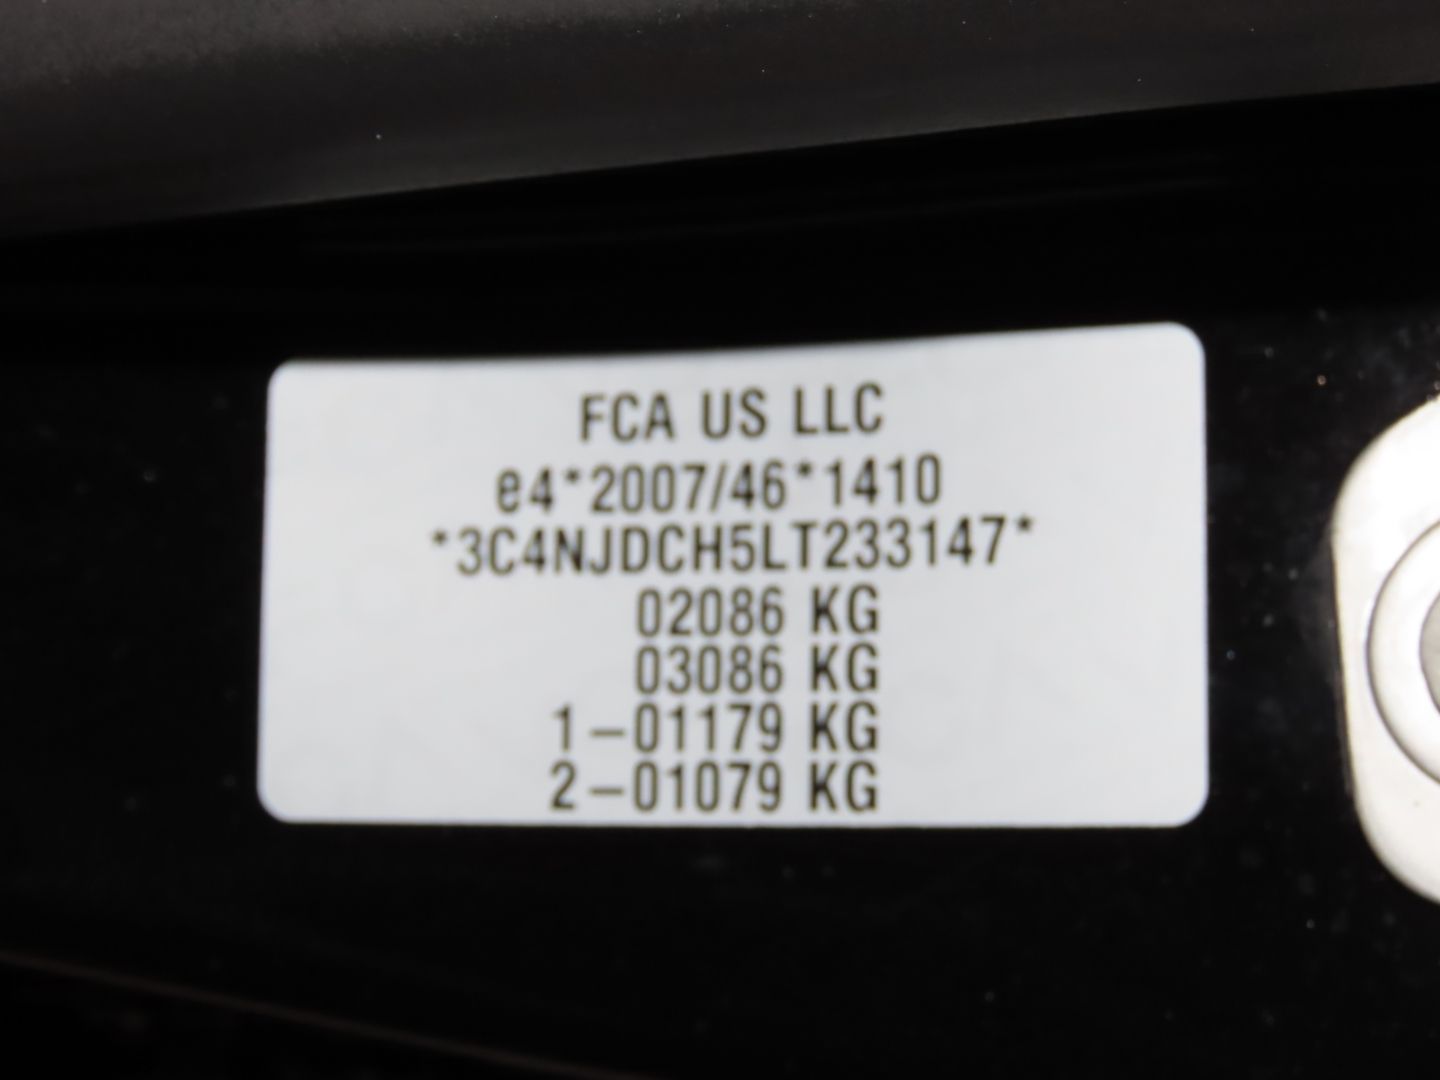 FCA US LLC
e4*2007/46*1410
*3C4NJDCH5LT233147*
02086 KG
03086 KG
1-01179 KG
2-01079 KG